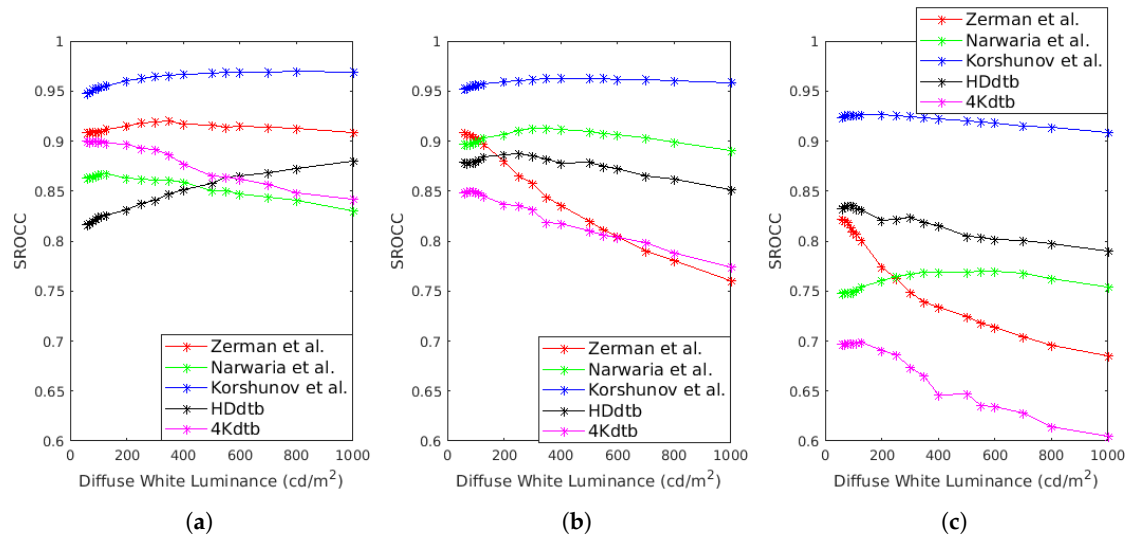 1
0.95
0.9
0.85
0.8
0.75
0.7
0.65
0.6
SROCC
0 200 400 600 800 1000
Diffuse White Luminance (cd/m²)
Zerman et al.
Narwaria et al.
Korshunov et al.
HDdtb
4Kdtb
(a)
1
0.95
0.9
0.85
0.8
0.75
0.7
0.65
0.6
SROCC
0 200 400 600 800 1000
Diffuse White Luminance (cd/m²)
Zerman et al.
Narwaria et al.
Korshunov et al.
HDdtb
4Kdtb
(b)
Zerman et al.
Narwaria et al.
Korshunov et al.
HDdtb
4Kdtb
1
0.95
0.9
0.85
0.8
0.75
0.7
0.65
0.6
SROCC
0 200 400 600 800 1000
Diffuse White Luminance (cd/m²)
(c)